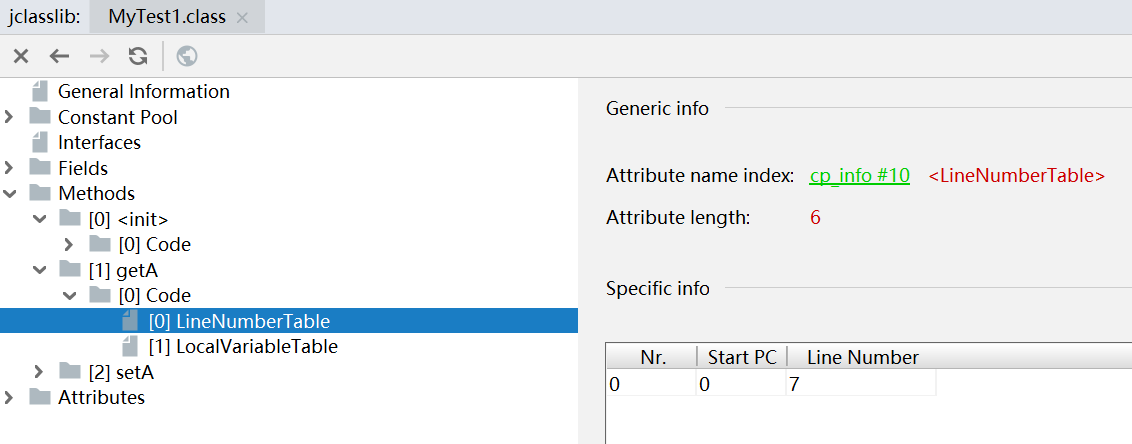 jclasslib: MyTest1.class
General Information
Constant Pool
Interfaces
Fields
Methods
[0] <init>
[0] Code
[1] getA
[0] Code
[0] LineNumberTable
[1] LocalVariableTable
[2] setA
Attributes
Generic info
Attribute name index: cp_info #10 <LineNumberTable>
Attribute length: 6
Specific info
Nr. Start PC Line Number
0 0 7